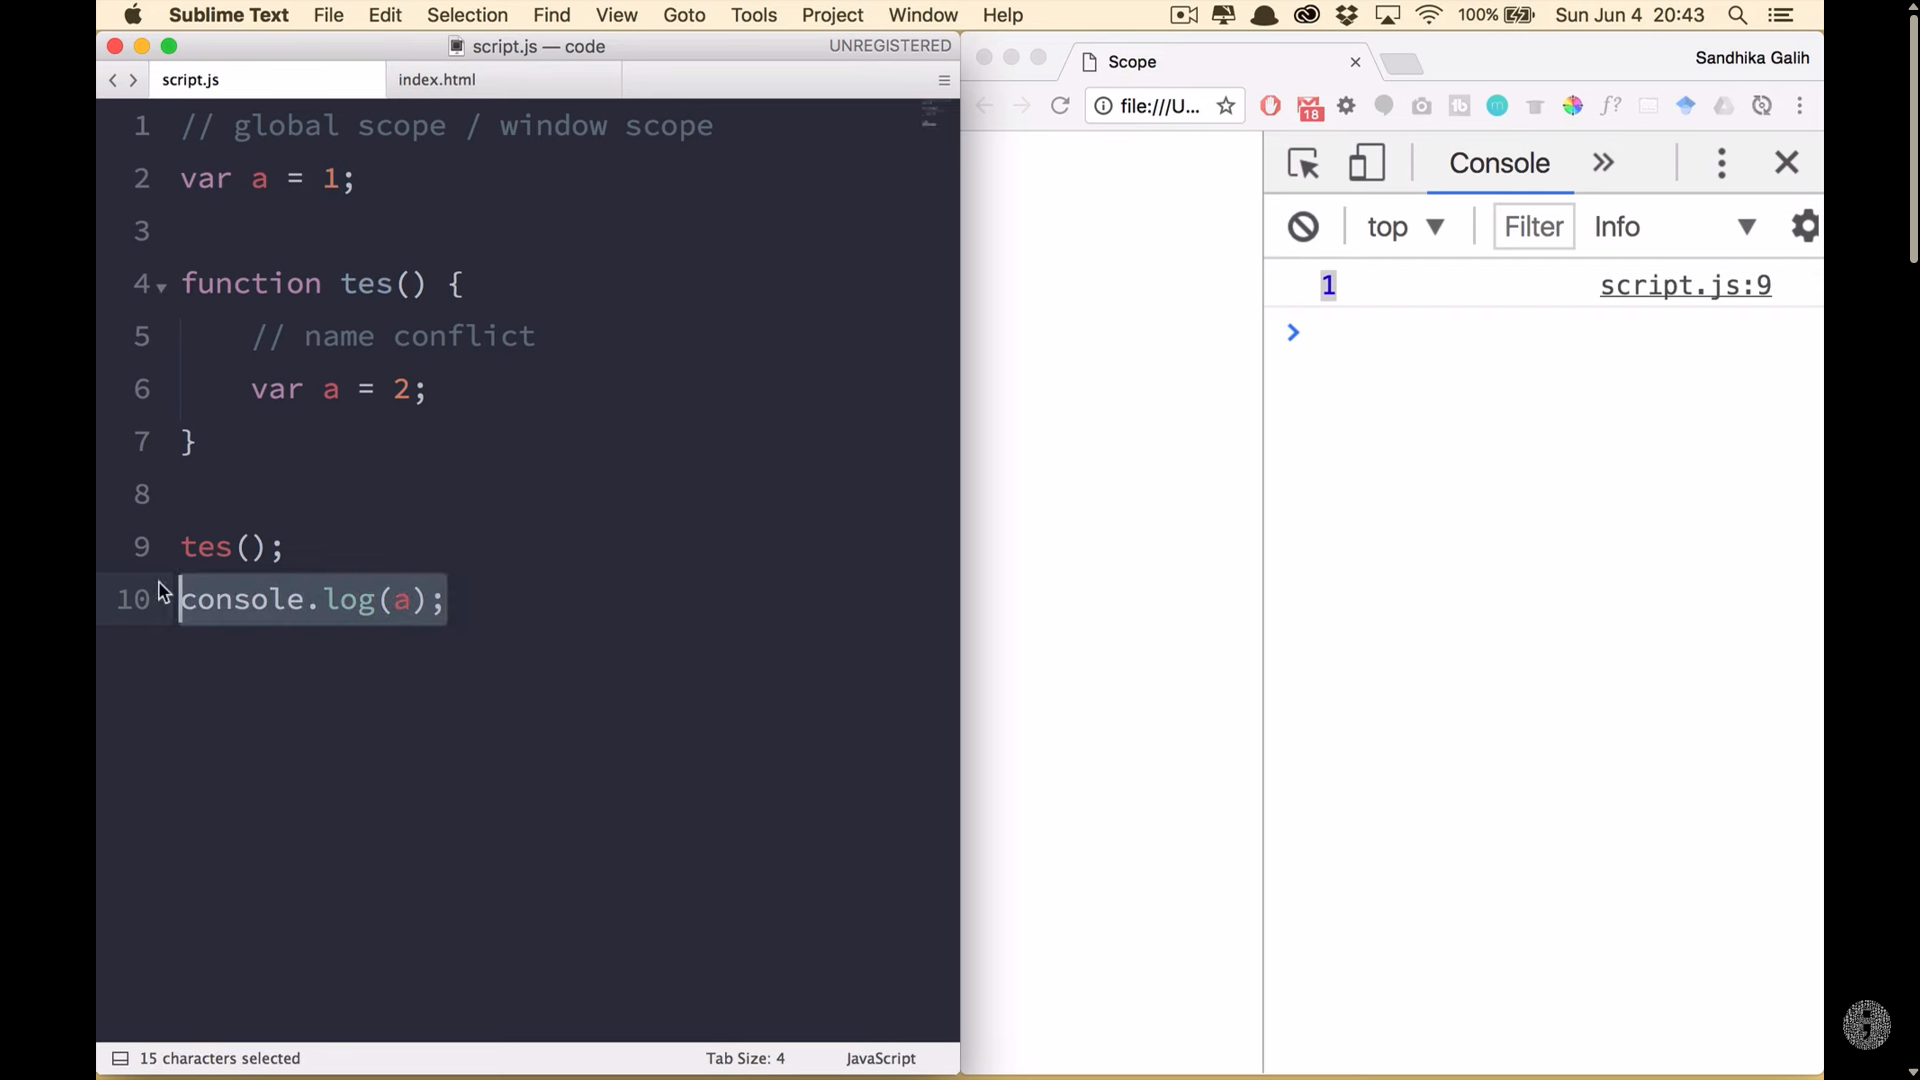 Sublime Text File Edit Selection Find View Goto Tools Project Window Help 100% Sun Jun 4 20:43
script.js — code UNREGISTERED
script.js index.html
1 // global scope / window scope
2 var a = 1;
3
4 function tes() {
5 // name conflict
6 var a = 2;
7 }
8
9 tes();
10 console.log(a);
15 characters selected Tab Size: 4 JavaScript
Scope Sandhika Galih
file:///U... 18 tb m f?
Console
top Filter Info
1 script.js:9